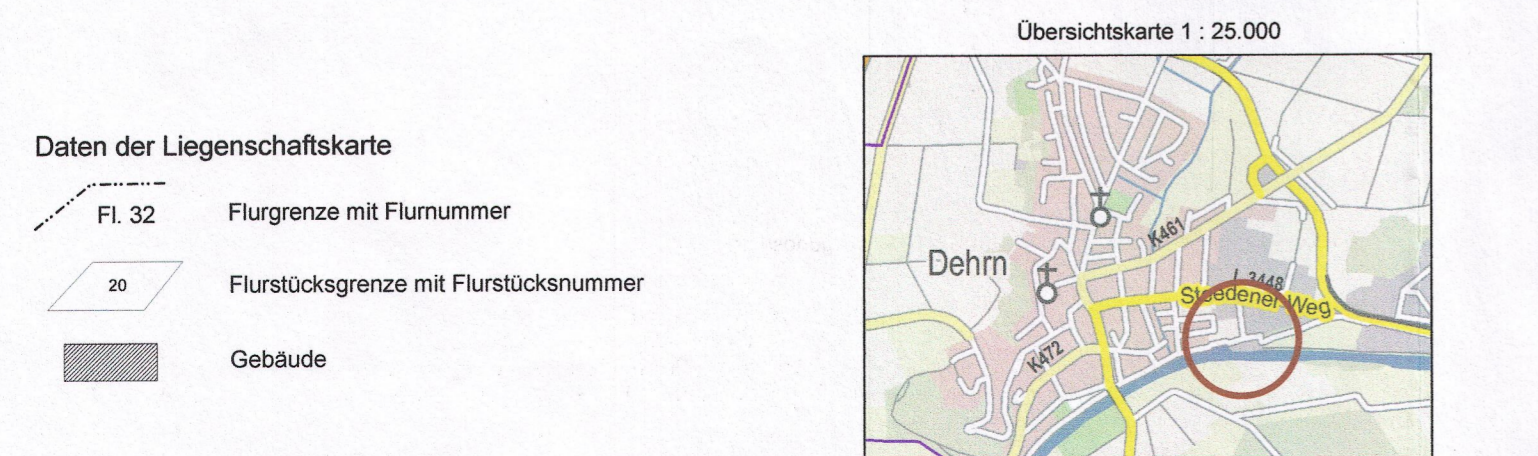 Übersichtskarte 1 : 25.000
Daten der Liegenschaftskarte
Fl. 32
Flurgrenze mit Flurnummer
20
Flurstücksgrenze mit Flurstücksnummer
Gebäude
K461
Dehrn
L 3448
Steedener Weg
K472